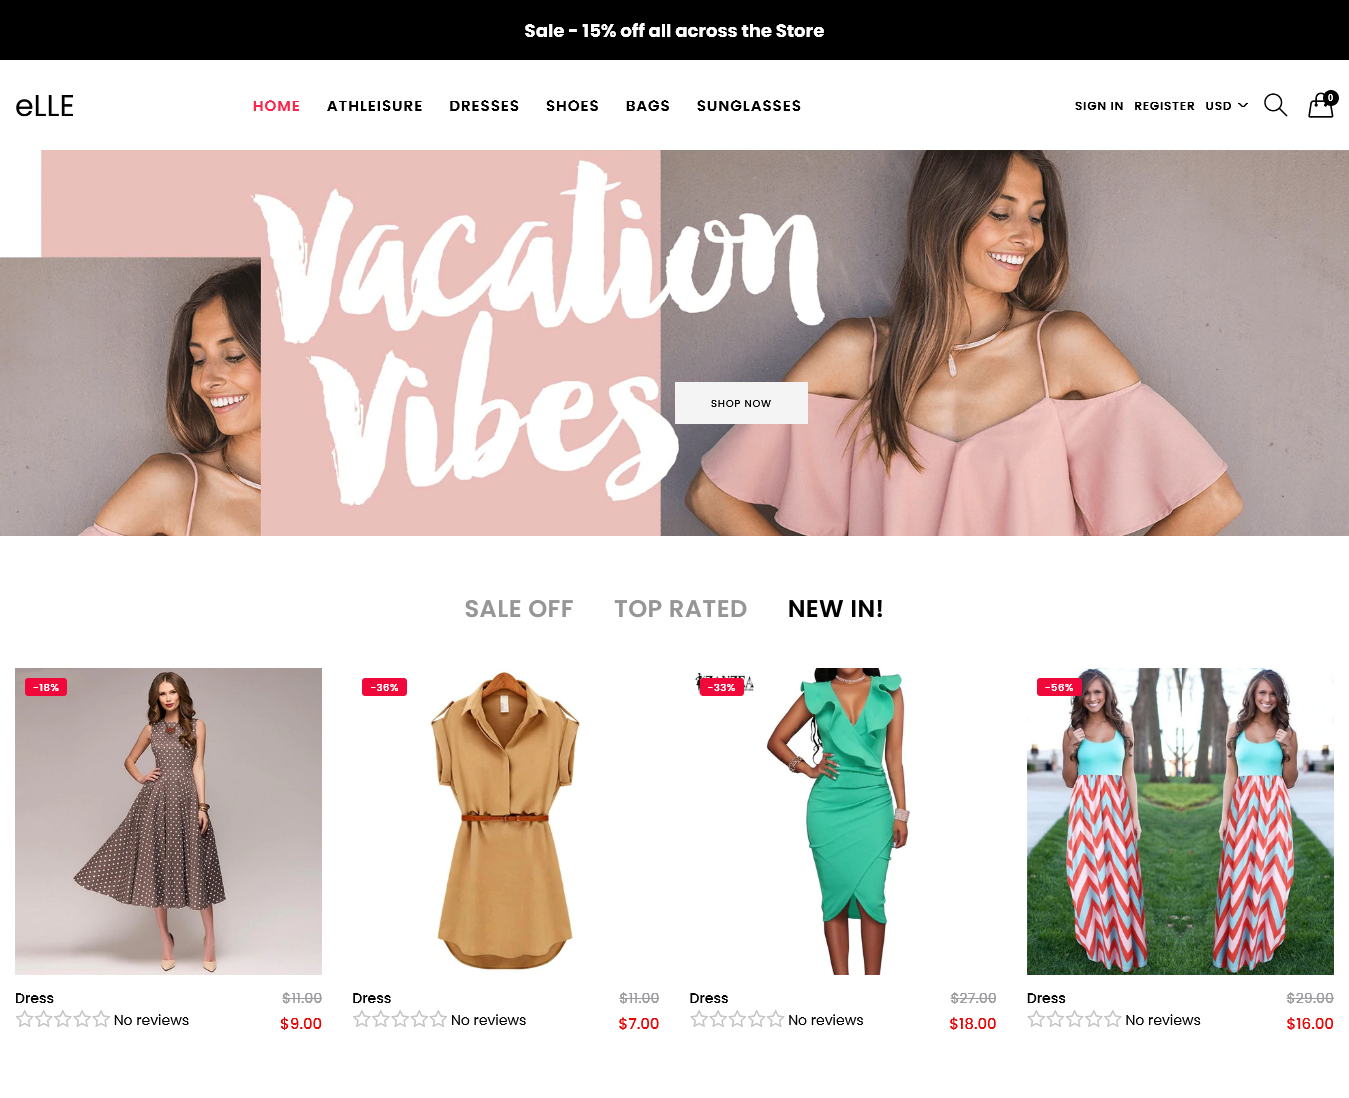 Sale - 15% off all across the Store
eLLE
HOME ATHLEISURE DRESSES SHOES BAGS SUNGLASSES
SIGN IN REGISTER USD
0
Vacation
Vibes
SHOP NOW
SALE OFF TOP RATED NEW IN!
-18% -36% -33% -56%
Dress $11.00 Dress $11.00 Dress $27.00 Dress $29.00
No reviews $9.00 No reviews $7.00 No reviews $18.00 No reviews $16.00